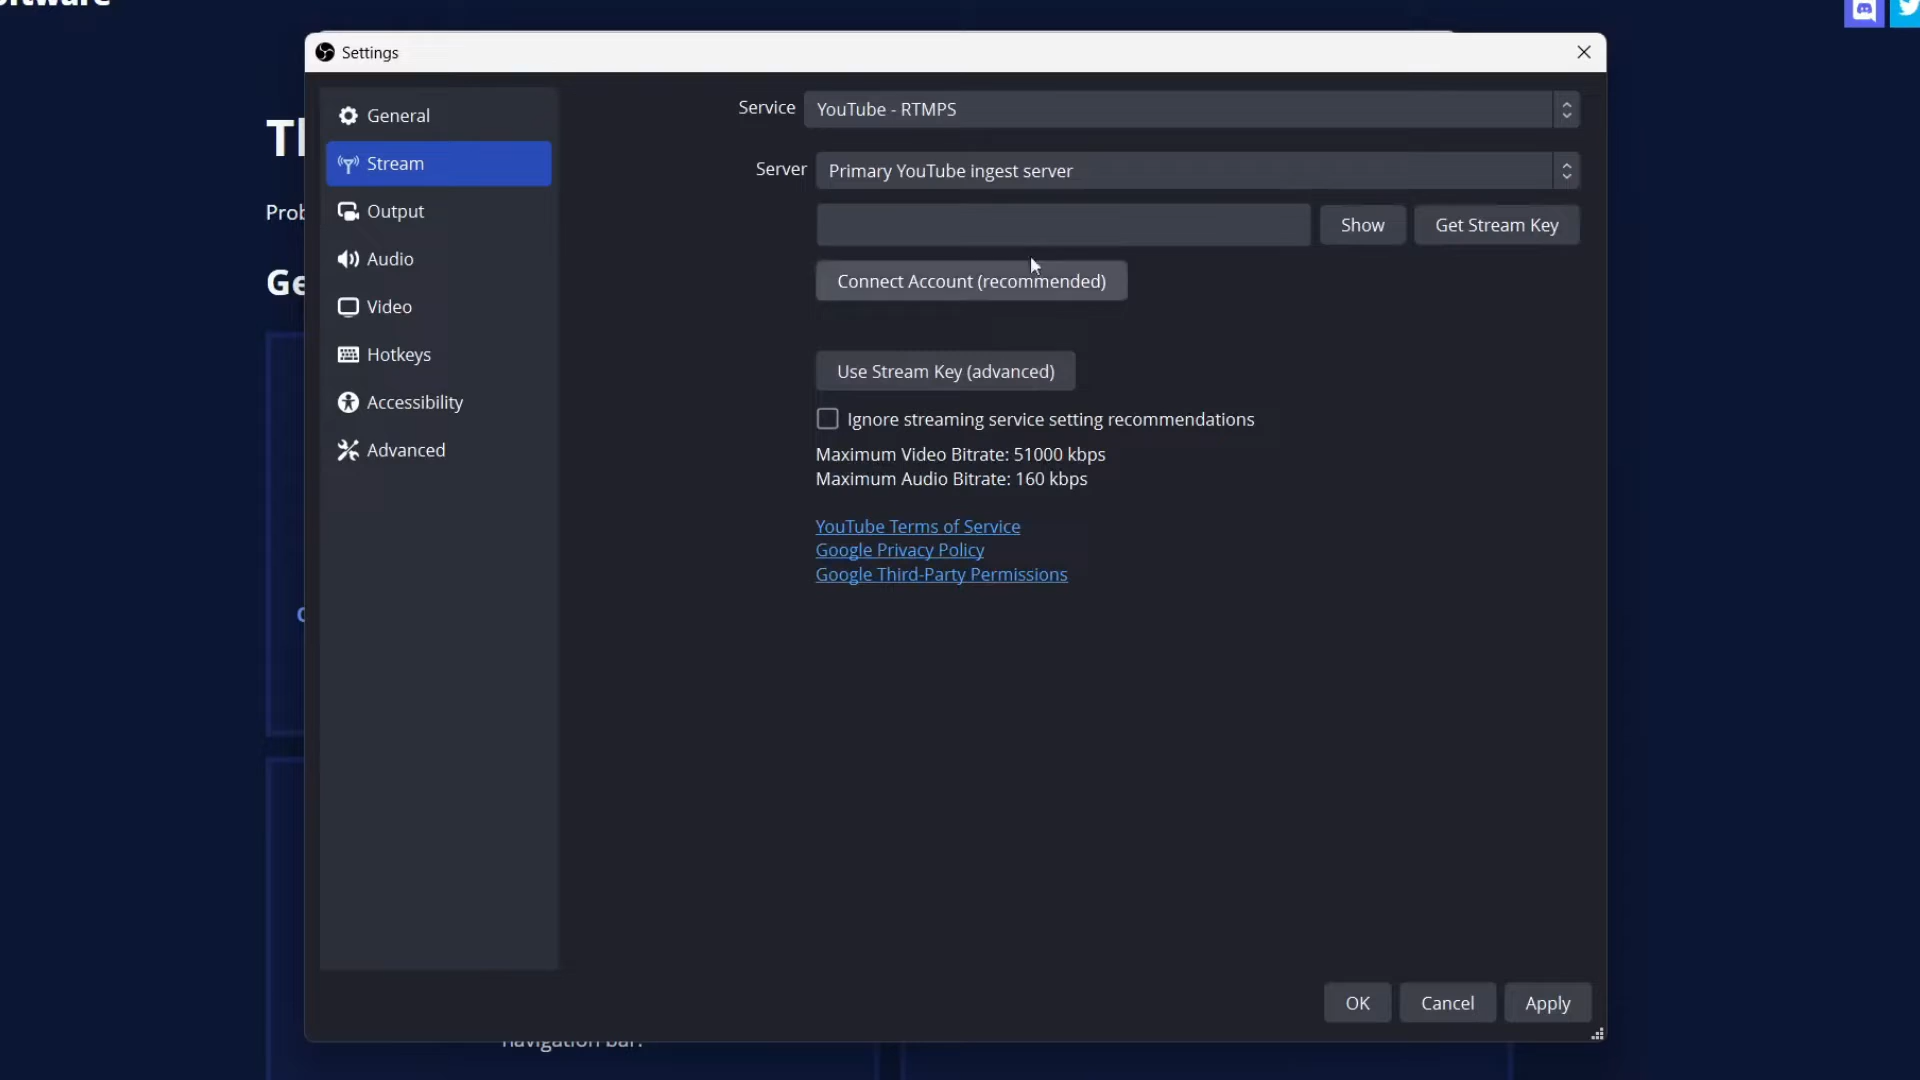 Settings
General
Stream
Output
Audio
Video
Hotkeys
Accessibility
Advanced
Service YouTube - RTMPS
Server Primary YouTube ingest server
Show Get Stream Key
Connect Account (recommended)
Use Stream Key (advanced)
Ignore streaming service setting recommendations
Maximum Video Bitrate: 51000 kbps
Maximum Audio Bitrate: 160 kbps
YouTube Terms of Service
Google Privacy Policy
Google Third-Party Permissions
OK Cancel Apply
navigation bar.